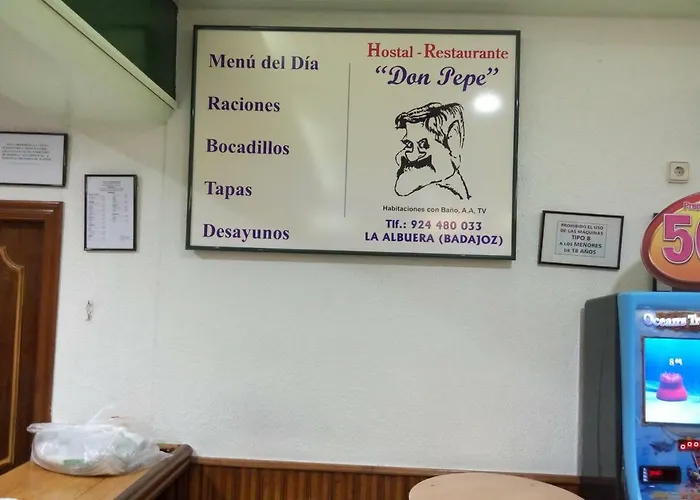 Menú del Día
Raciones
Bocadillos
Tapas
Desayunos
Hostal - Restaurante
"Don Pepe"
Habitaciones con Baño, A.A, TV
Tlf.: 924 480 033
LA ALBUERA (BADAJOZ)
PROHIBIDO EL USO
DE LAS MÁQUINAS
TIPO B
A LOS MENORES
DE 18 AÑOS
Oceans